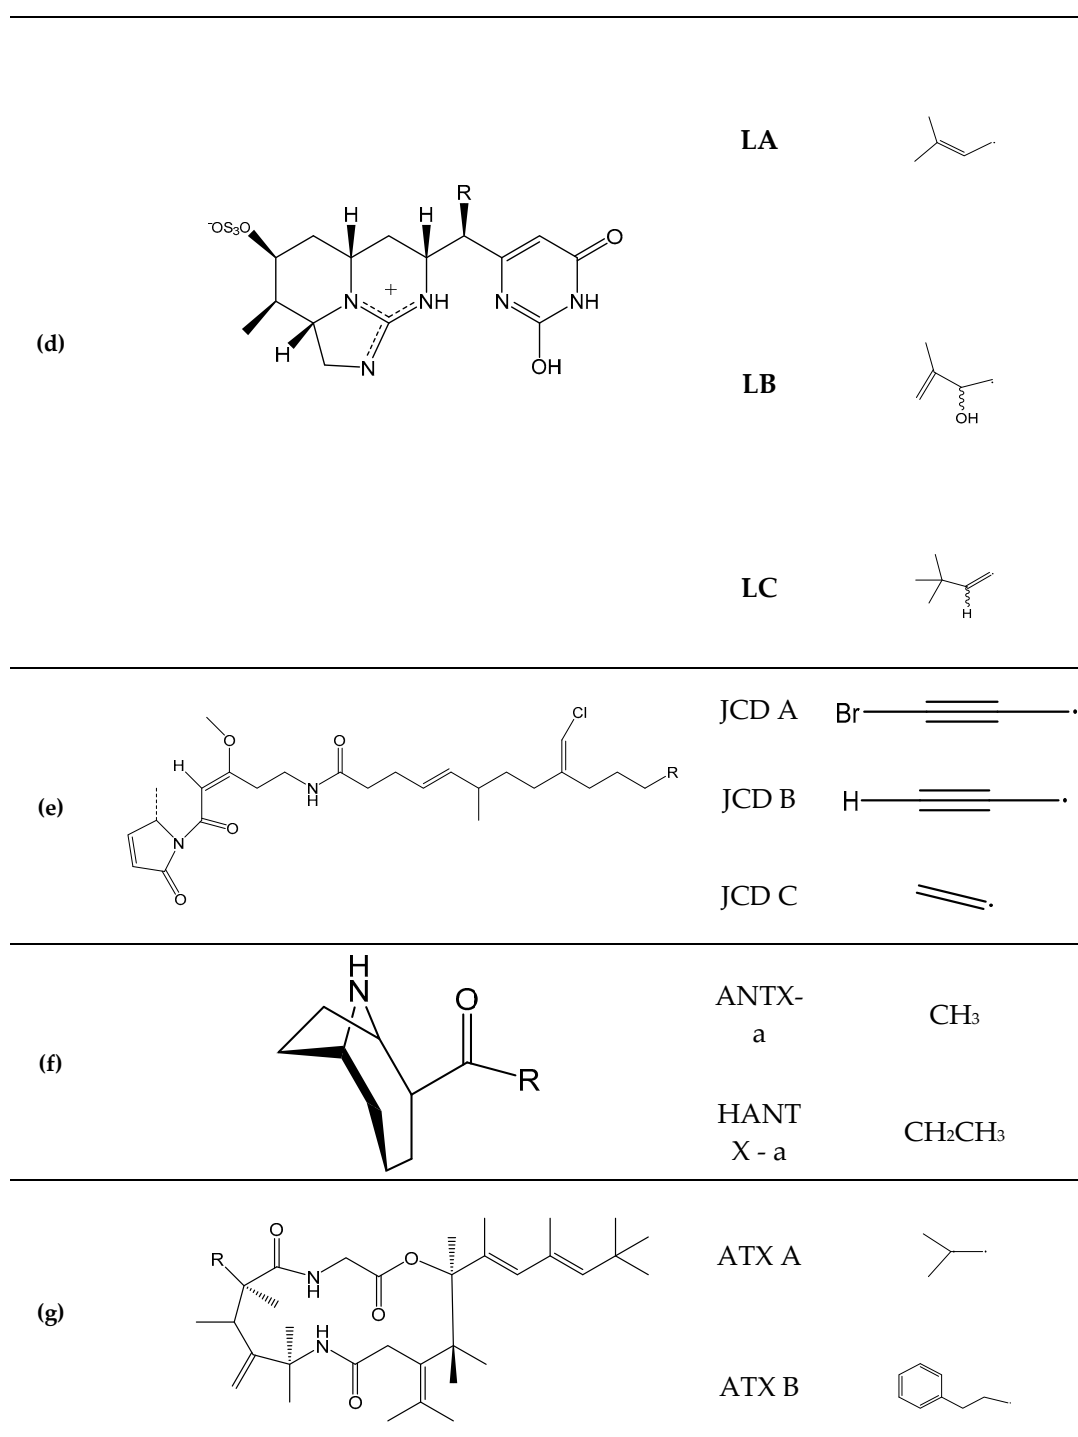 LA
R
H
H
⁻OS₃O
O
+
N
NH
N
NH
(d)
H
N
OH
LB
OH
LC
H
Cl
JCD A
Br
O
O
H
R
N
H
JCD B
H
(e)
O
N
JCD C
O
H
N
O
ANTX-
a
CH₃
(f)
R
HANT
X - a
CH₂CH₃
O
R
O
ATX A
N
H
(g)
O
H
N
ATX B
O